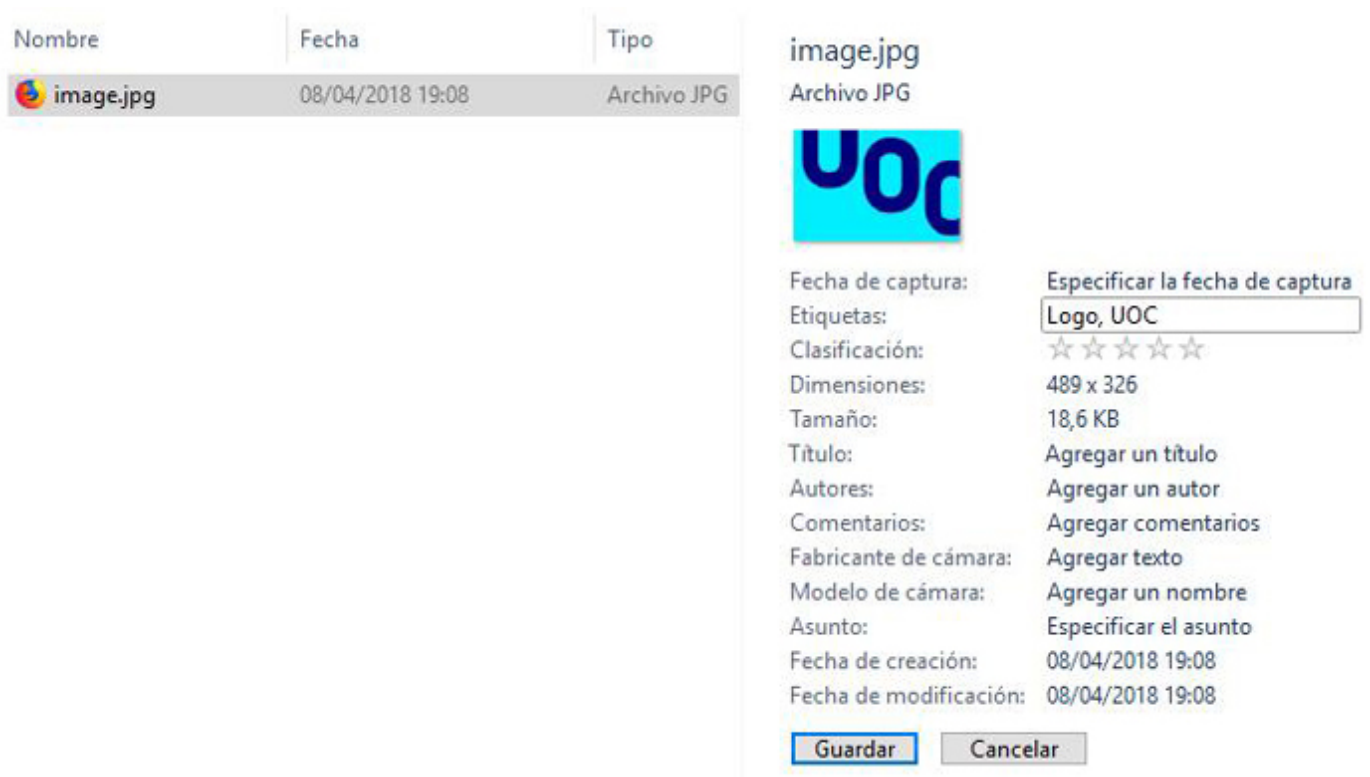 Nombre Fecha Tipo
image.jpg 08/04/2018 19:08 Archivo JPG
image.jpg
Archivo JPG
UOC
Fecha de captura: Especificar la fecha de captura
Etiquetas: Logo, UOC
Clasificación:
Dimensiones: 489 x 326
Tamaño: 18,6 KB
Título: Agregar un título
Autores: Agregar un autor
Comentarios: Agregar comentarios
Fabricante de cámara: Agregar texto
Modelo de cámara: Agregar un nombre
Asunto: Especificar el asunto
Fecha de creación: 08/04/2018 19:08
Fecha de modificación: 08/04/2018 19:08
Guardar Cancelar